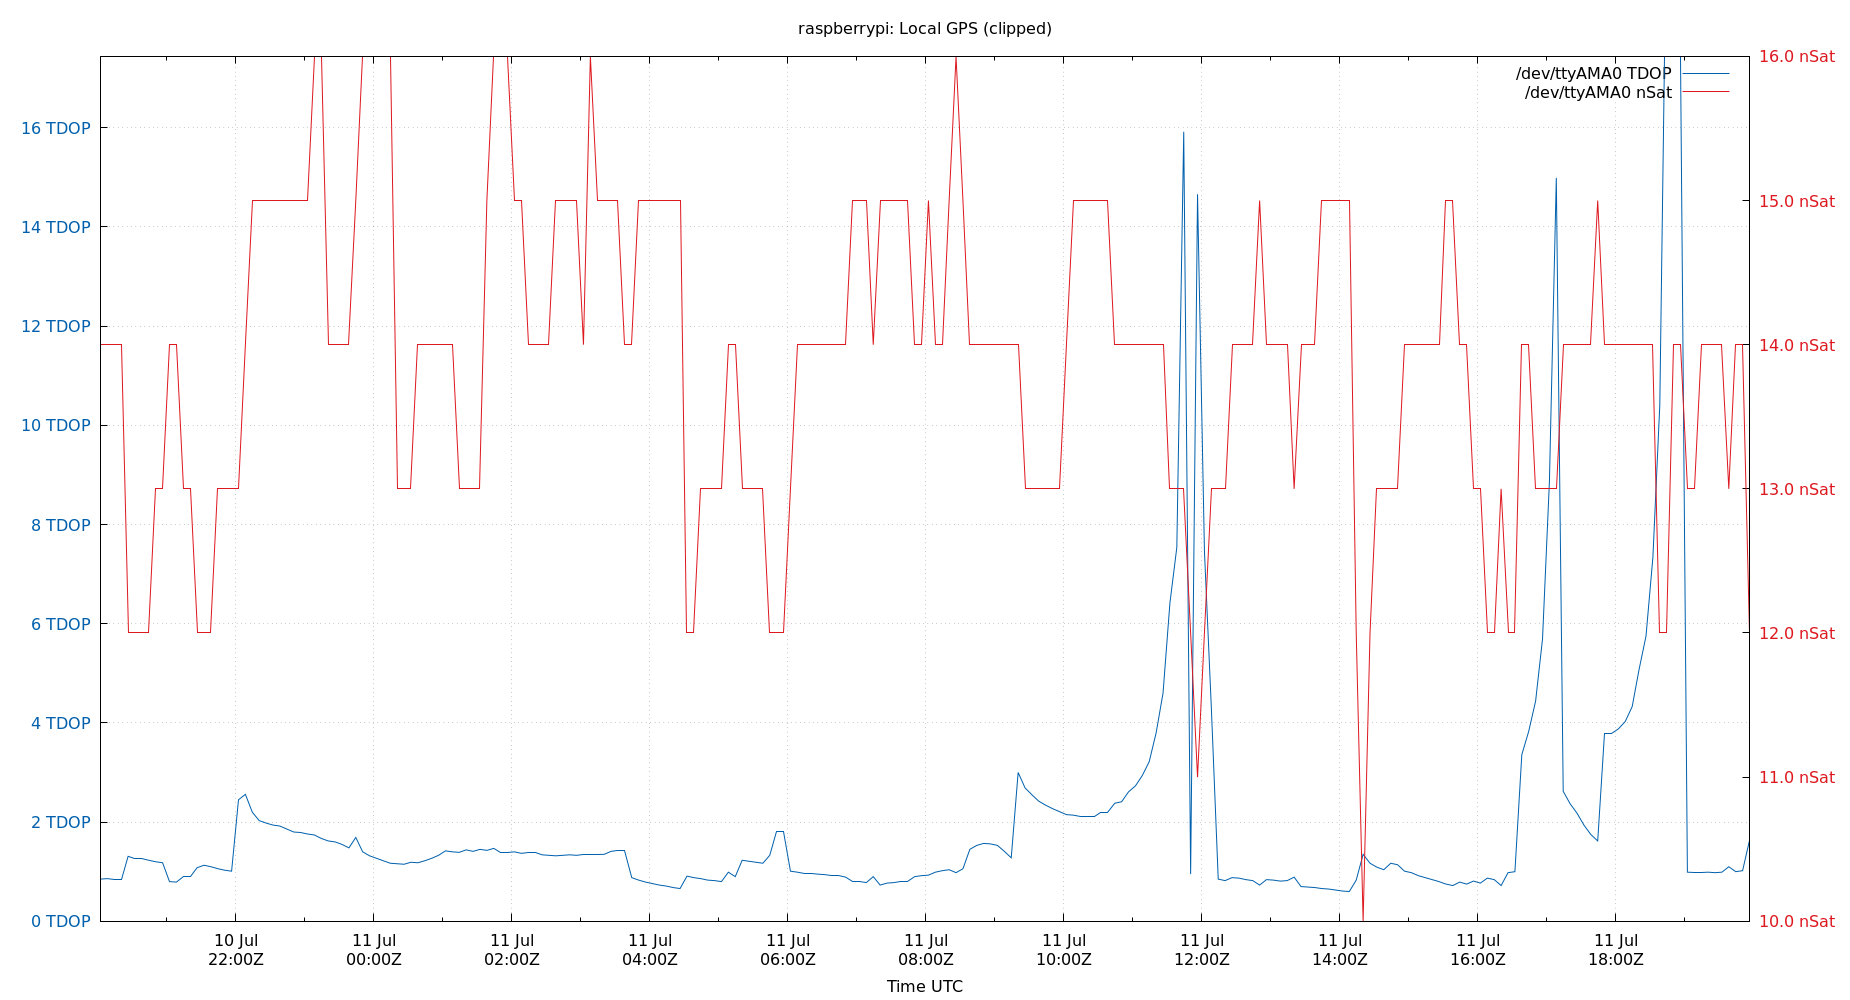 raspberrypi: Local GPS (clipped)
/dev/ttyAMA0 TDOP
/dev/ttyAMA0 nSat
16 TDOP
14 TDOP
12 TDOP
10 TDOP
8 TDOP
6 TDOP
4 TDOP
2 TDOP
0 TDOP
16.0 nSat
15.0 nSat
14.0 nSat
13.0 nSat
12.0 nSat
11.0 nSat
10.0 nSat
10 Jul
22:00Z
11 Jul
00:00Z
11 Jul
02:00Z
11 Jul
04:00Z
11 Jul
06:00Z
11 Jul
08:00Z
11 Jul
10:00Z
11 Jul
12:00Z
11 Jul
14:00Z
11 Jul
16:00Z
11 Jul
18:00Z
Time UTC